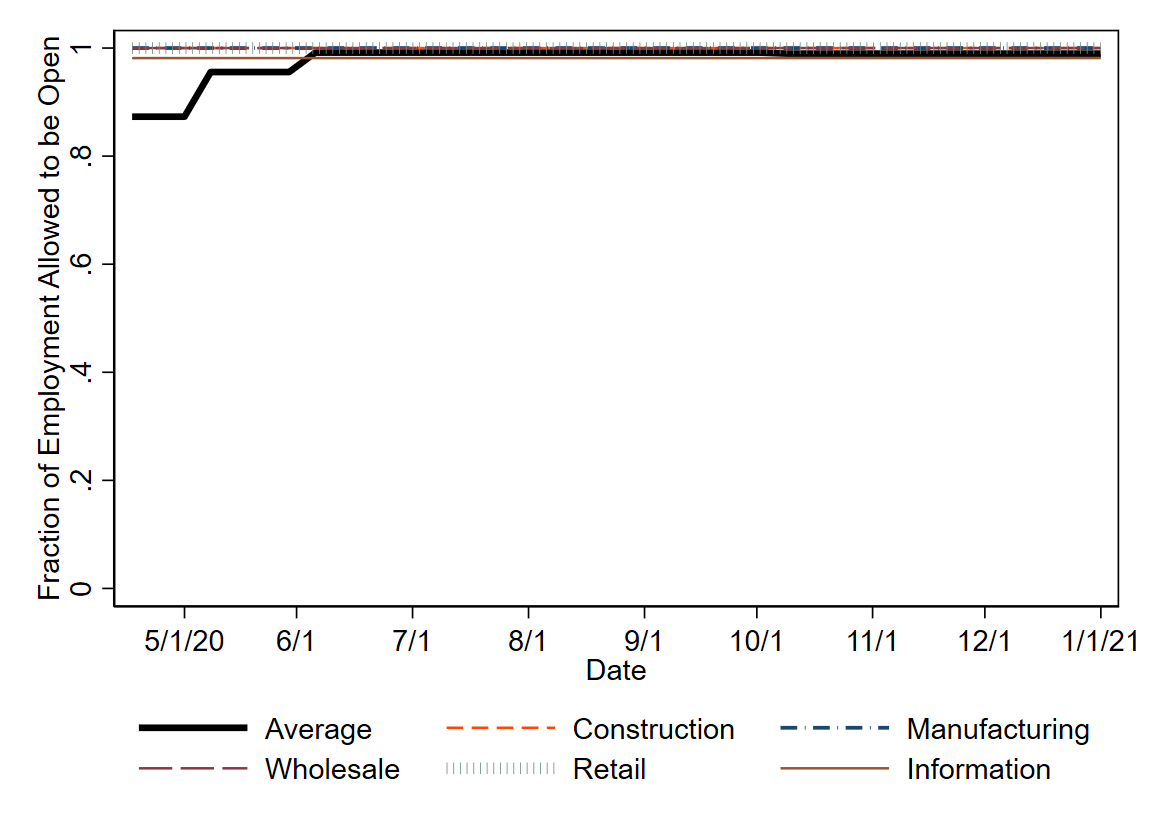 Fraction of Employment Allowed to be Open
1
.8
.6
.4
.2
0
5/1/20 6/1 7/1 8/1 9/1 10/1 11/1 12/1 1/1/21
Date
Average Construction Manufacturing
Wholesale Retail Information